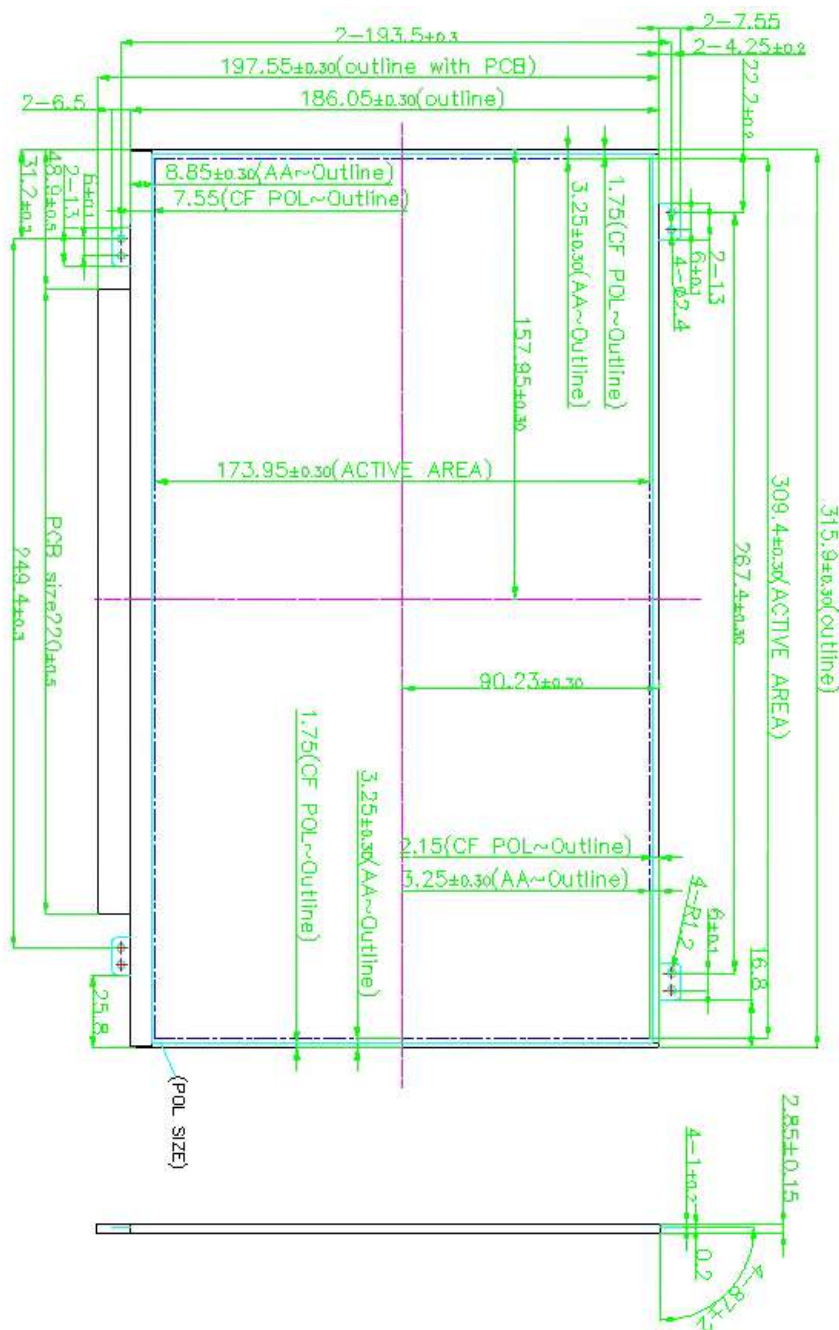 2-193.5±0.3
2-7.55
2-4.25±0.2
197.55±0.30(outline with PCB)
2-6.5
186.05±0.30(outline)
22.2±0.2
8.85±0.30(AA~Outline)
7.55(CF POL~Outline)
31.2±0.3
48.9±0.5
2-13
6±0.1
1.75(CF POL~Outline)
3.25±0.30(AA~Outline)
157.95±0.30
4-Ø2.4
6±0.1
2-13
173.95±0.30(ACTIVE AREA)
315.9±0.30(outline)
309.4±0.30(ACTIVE AREA)
267.4±0.30
PCB size220±0.5
249.4±0.3
90.23±0.30
1.75(CF POL~Outline)
3.25±0.30(AA~Outline)
2.15(CF POL~Outline)
3.25±0.30(AA~Outline)
4-R1.2
6±0.1
16.8
25.8
(POL SIZE)
2.85±0.15
4-1±0.2
0.2
4-87±2